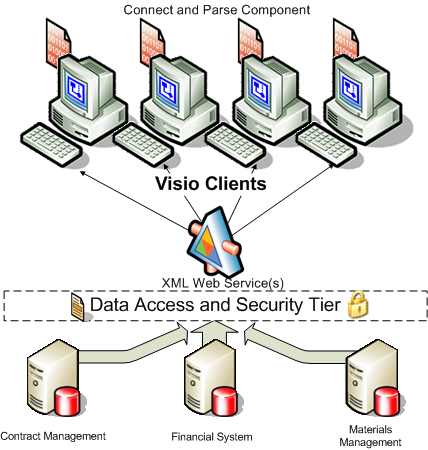 Connect and Parse Component
Visio Clients
XML Web Service(s)
Data Access and Security Tier
Contract Management
Financial System
Materials
Management